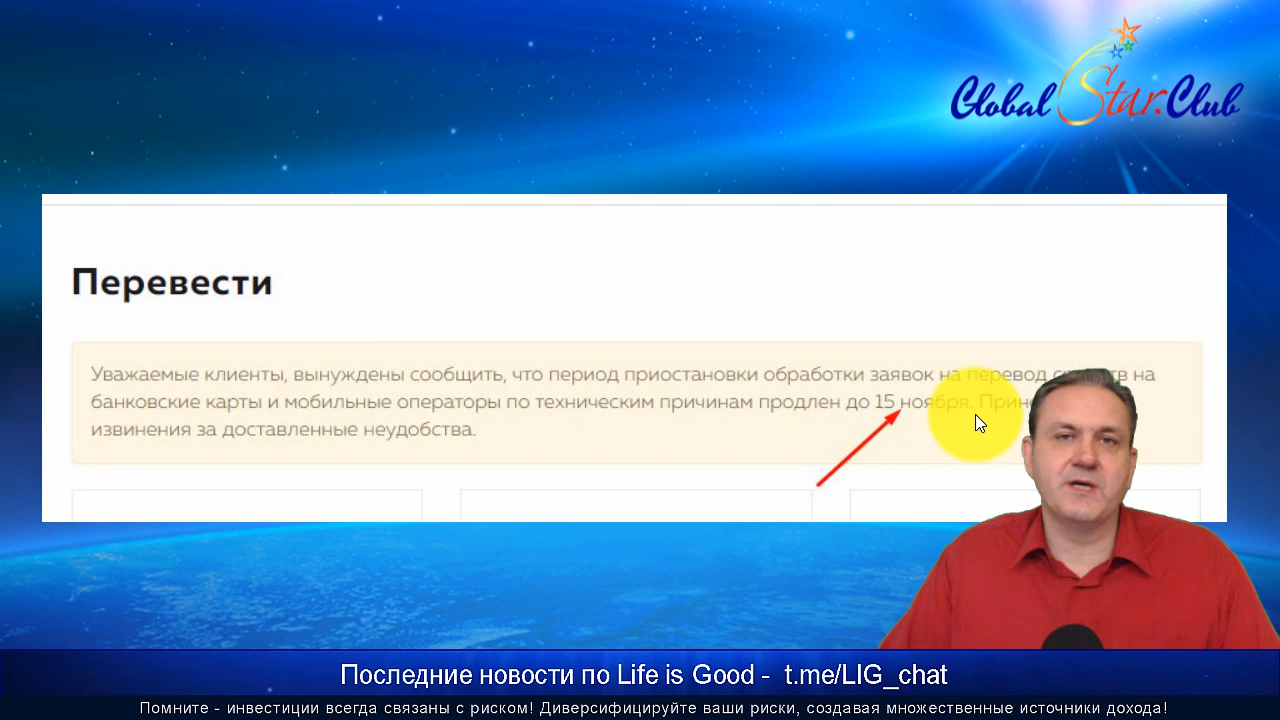 Global Star.Club
Перевести
Уважаемые клиенты, вынуждены сообщить, что период приостановки обработки заявок на перевод средств на
банковские карты и мобильные операторы по техническим причинам продлен до 15 ноября.
извинения за доставленные неудобства.
Последние новости по Life is Good - t.me/LIG_chat
Помните - инвестиции всегда связаны с риском! Диверсифицируйте ваши риски, создавая множественные источники дохода!